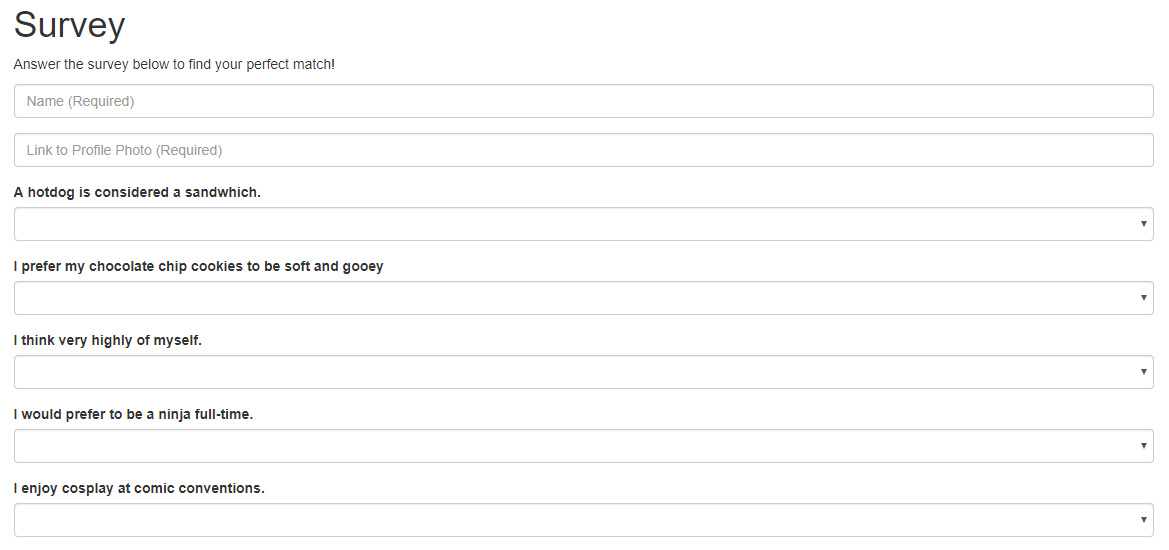 Survey
Answer the survey below to find your perfect match!
Name (Required)
Link to Profile Photo (Required)
A hotdog is considered a sandwhich.
I prefer my chocolate chip cookies to be soft and gooey
I think very highly of myself.
I would prefer to be a ninja full-time.
I enjoy cosplay at comic conventions.